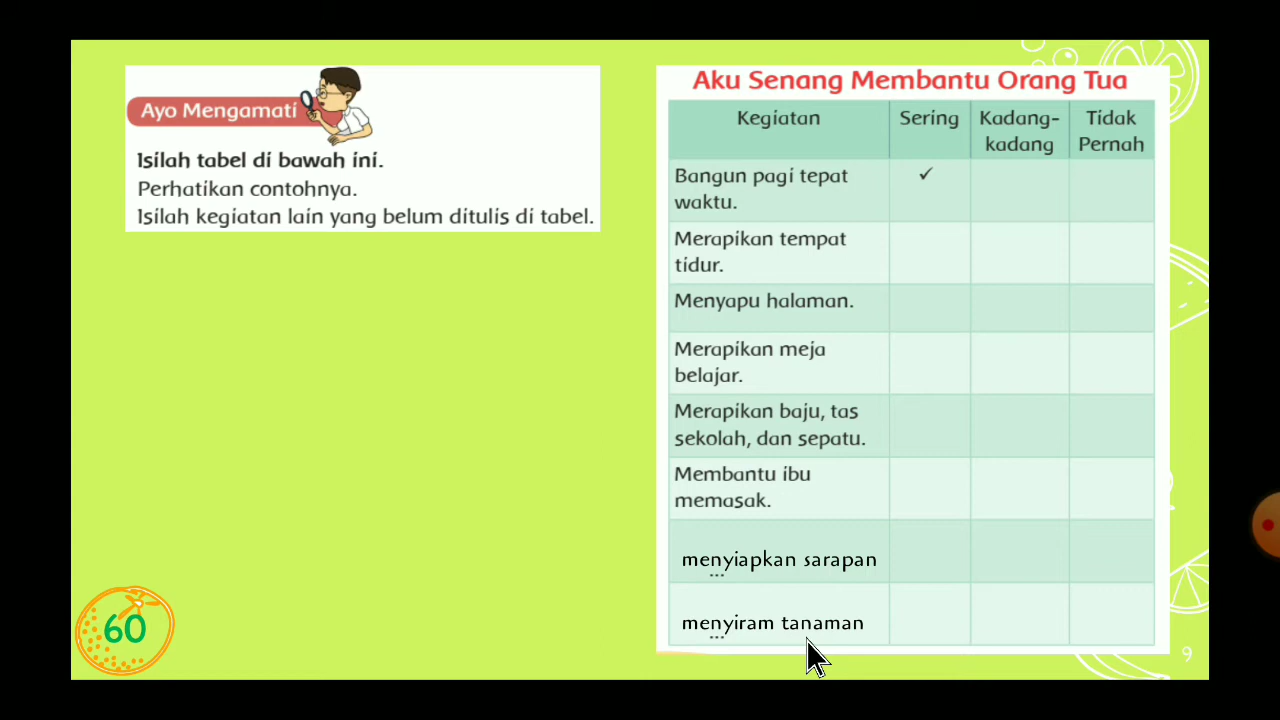 Ayo Mengamati
Isilah tabel di bawah ini.
Perhatikan contohnya.
Isilah kegiatan lain yang belum ditulis di tabel.
60
Aku Senang Membantu Orang Tua
Kegiatan Sering Kadang- Tidak
kadang Pernah
Bangun pagi tepat ✓
waktu.
Merapikan tempat
tidur.
Menyapu halaman.
Merapikan meja
belajar.
Merapikan baju, tas
sekolah, dan sepatu.
Membantu ibu
memasak.
menyiapkan sarapan
...
menyiram tanaman
...
9